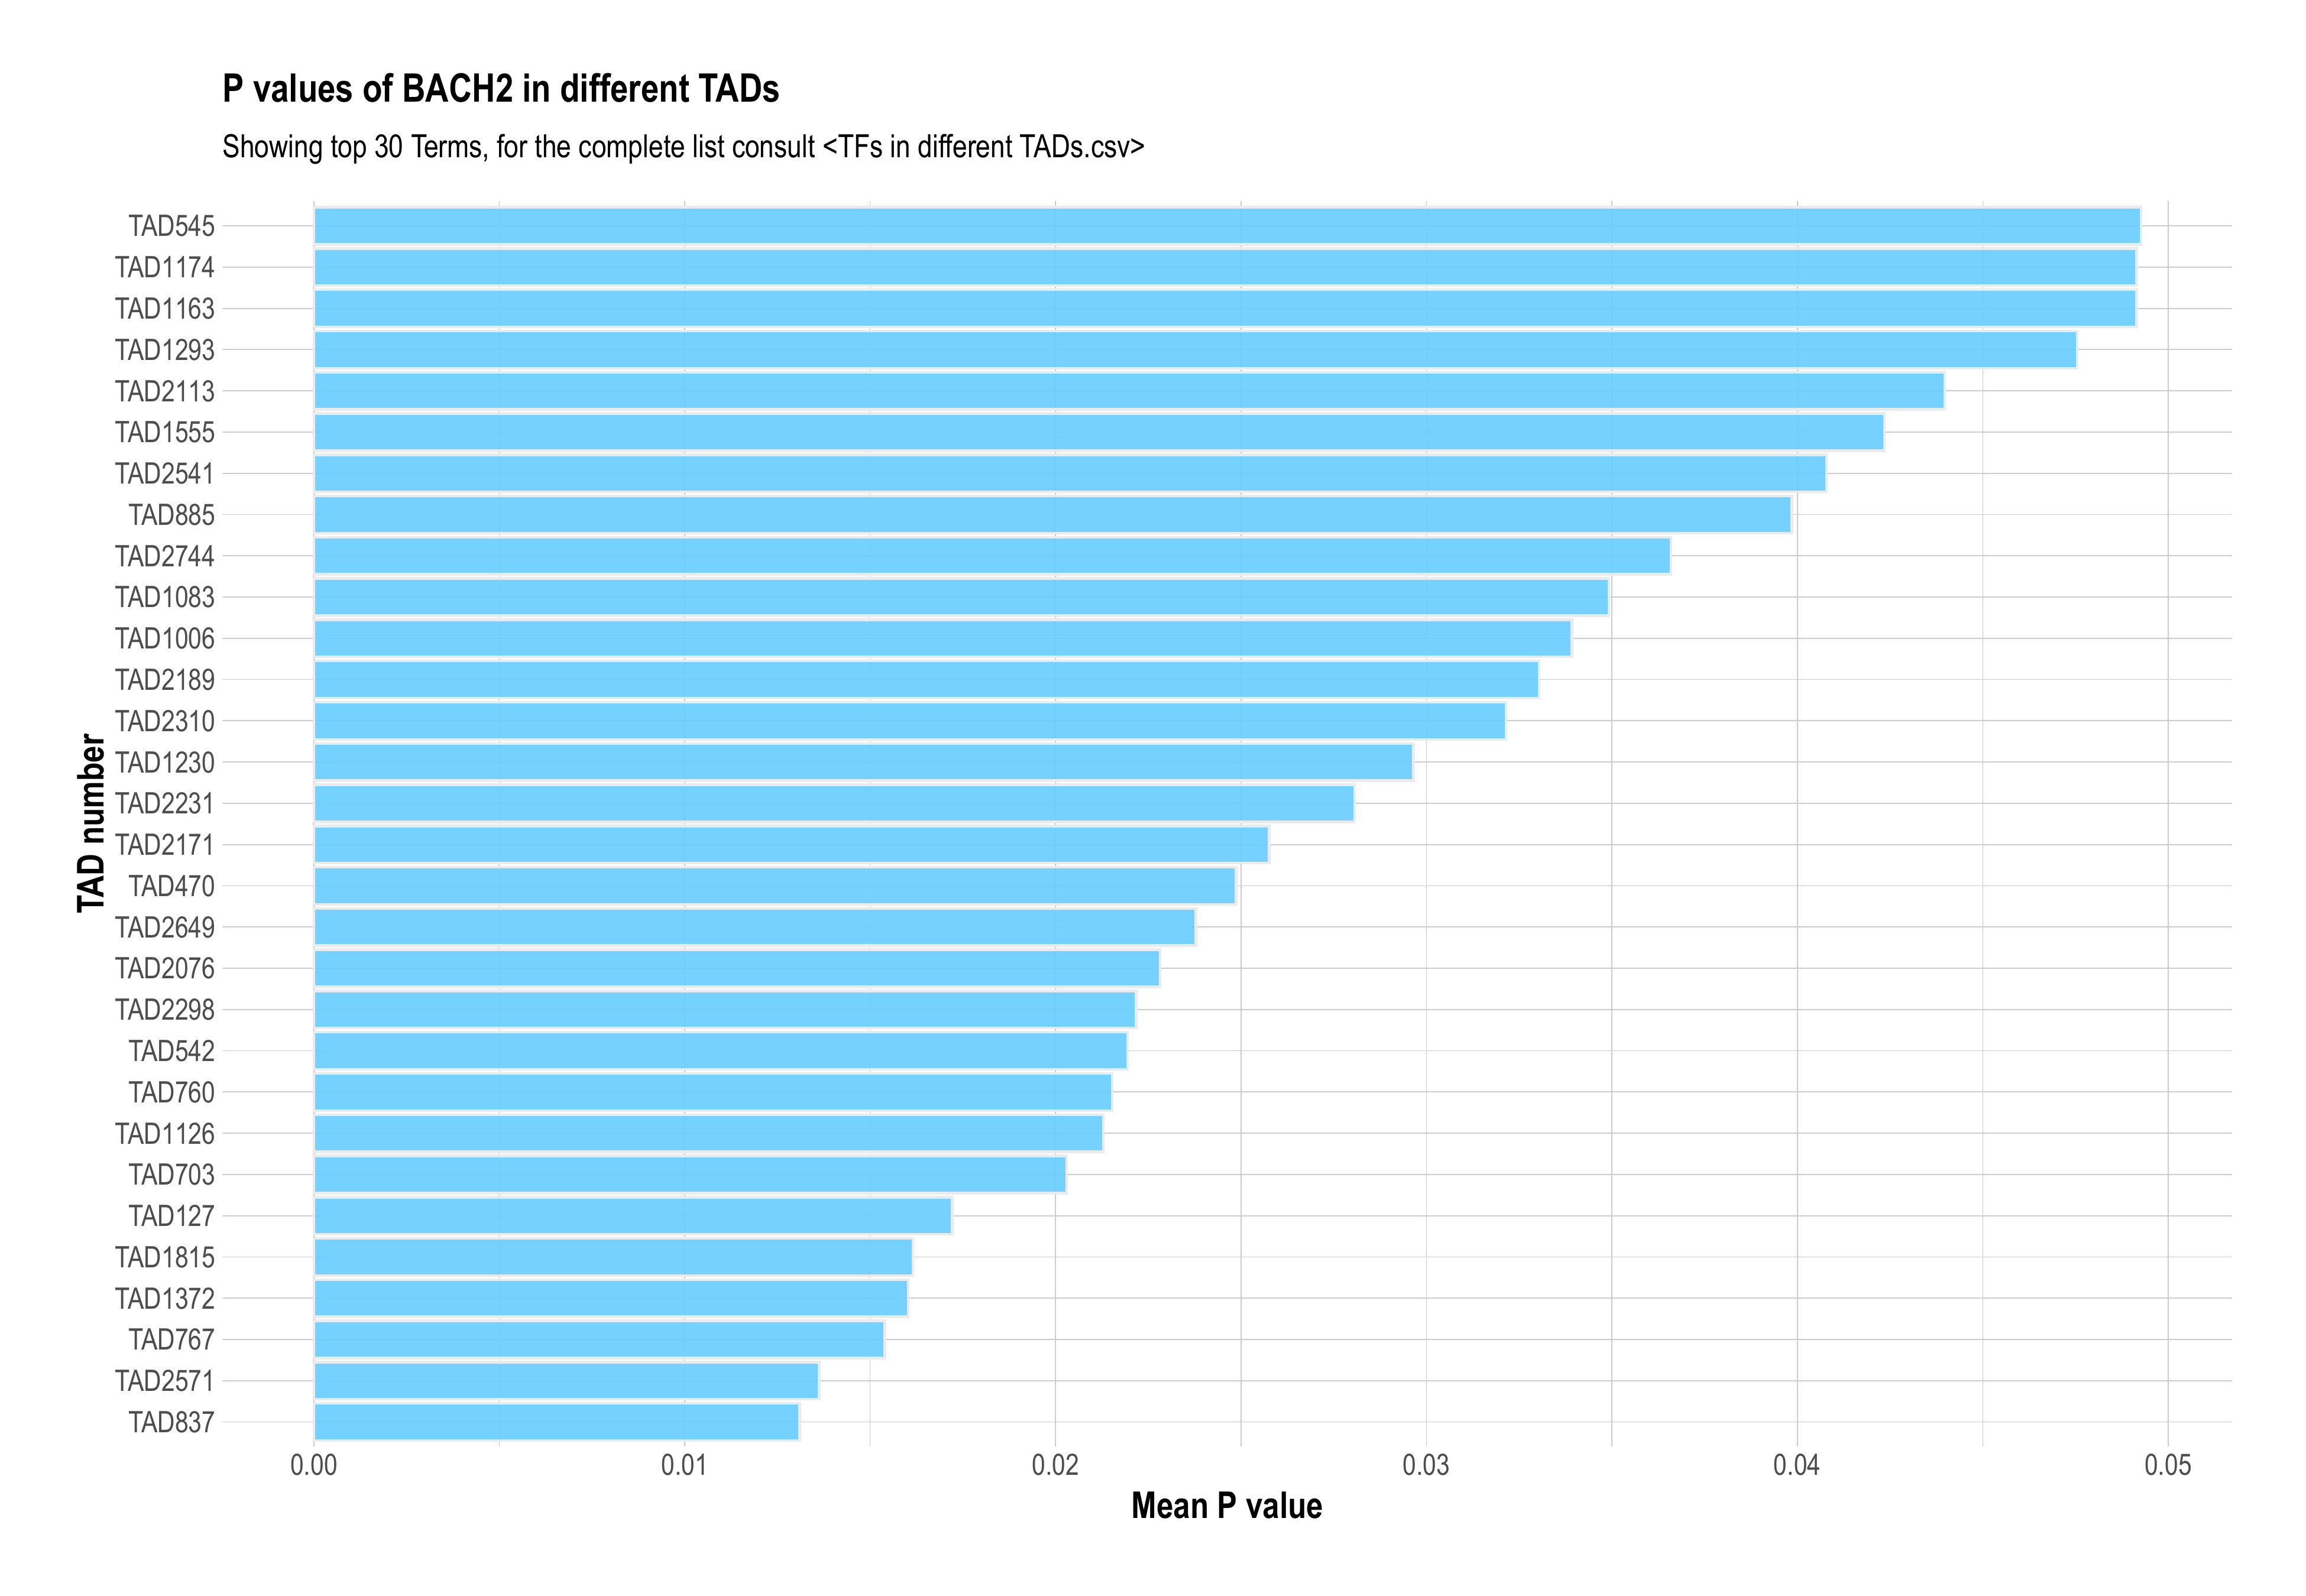 P values of BACH2 in different TADs
Showing top 30 Terms, for the complete list consult <TFs in different TADs.csv>
TAD number
TAD545
TAD1174
TAD1163
TAD1293
TAD2113
TAD1555
TAD2541
TAD885
TAD2744
TAD1083
TAD1006
TAD2189
TAD2310
TAD1230
TAD2231
TAD2171
TAD470
TAD2649
TAD2076
TAD2298
TAD542
TAD760
TAD1126
TAD703
TAD127
TAD1815
TAD1372
TAD767
TAD2571
TAD837
0.00 0.01 0.02 0.03 0.04 0.05
Mean P value